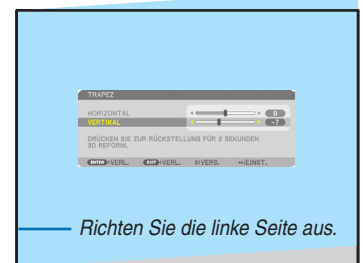 TRAPEZ
HORIZONTAL 0
VERTIKAL -7
DRÜCKEN SIE ZUR RÜCKSTELLUNG FÜR 2 SEKUNDEN
3D REFORM.
ENTER :VERL. EXIT :VERL. ↕:VERS. ↔:EINST.
Richten Sie die linke Seite aus.